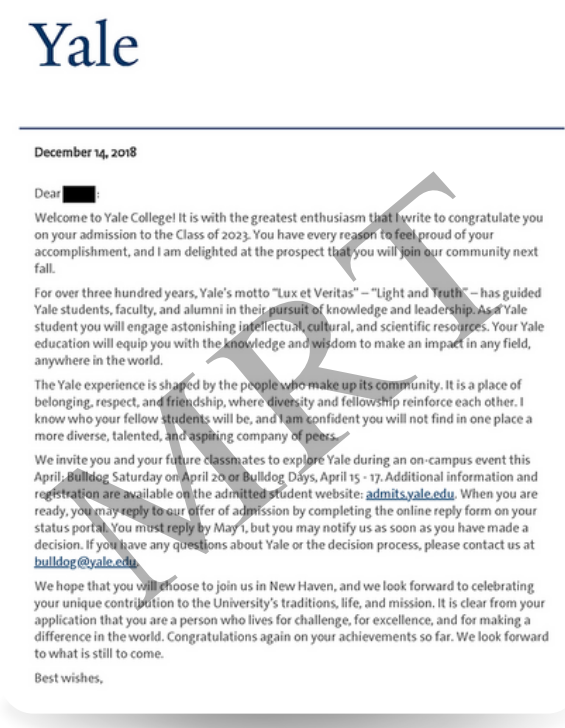 Yale
December 14, 2018
Dear :
Welcome to Yale College! It is with the greatest enthusiasm that I write to congratulate you
on your admission to the Class of 2023. You have every reason to feel proud of your
accomplishment, and I am delighted at the prospect that you will join our community next
fall.
For over three hundred years, Yale's motto "Lux et Veritas" – "Light and Truth" – has guided
Yale students, faculty, and alumni in their pursuit of knowledge and leadership. As a Yale
student you will engage astonishing intellectual, cultural, and scientific resources. Your Yale
education will equip you with the knowledge and wisdom to make an impact in any field,
anywhere in the world.
The Yale experience is shaped by the people who make up its community. It is a place of
belonging, respect, and friendship, where diversity and fellowship reinforce each other. I
know who your fellow students will be, and I am confident you will not find in one place a
more diverse, talented, and aspiring company of peers.
We invite you and your future classmates to explore Yale during an on-campus event this
April: Bulldog Saturday on April 20 or Bulldog Days, April 15 - 17. Additional information and
registration are available on the admitted student website: admits.yale.edu. When you are
ready, you may reply to our offer of admission by completing the online reply form on your
status portal. You must reply by May 1, but you may notify us as soon as you have made a
decision. If you have any questions about Yale or the decision process, please contact us at
bulldog@yale.edu.
We hope that you will choose to join us in New Haven, and we look forward to celebrating
your unique contribution to the University's traditions, life, and mission. It is clear from your
application that you are a person who lives for challenge, for excellence, and for making a
difference in the world. Congratulations again on your achievements so far. We look forward
to what is still to come.
Best wishes,
MRT